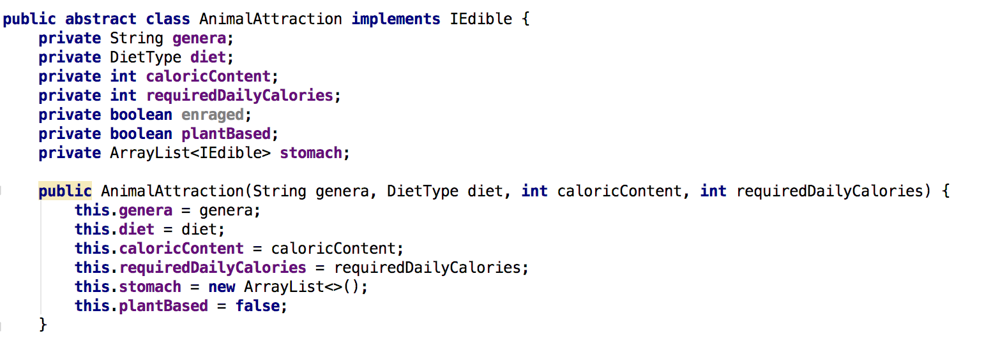 public abstract class AnimalAttraction implements IEdible {
    private String genera;
    private DietType diet;
    private int caloricContent;
    private int requiredDailyCalories;
    private boolean enraged;
    private boolean plantBased;
    private ArrayList<IEdible> stomach;

    public AnimalAttraction(String genera, DietType diet, int caloricContent, int requiredDailyCalories) {
        this.genera = genera;
        this.diet = diet;
        this.caloricContent = caloricContent;
        this.requiredDailyCalories = requiredDailyCalories;
        this.stomach = new ArrayList<>();
        this.plantBased = false;
    }